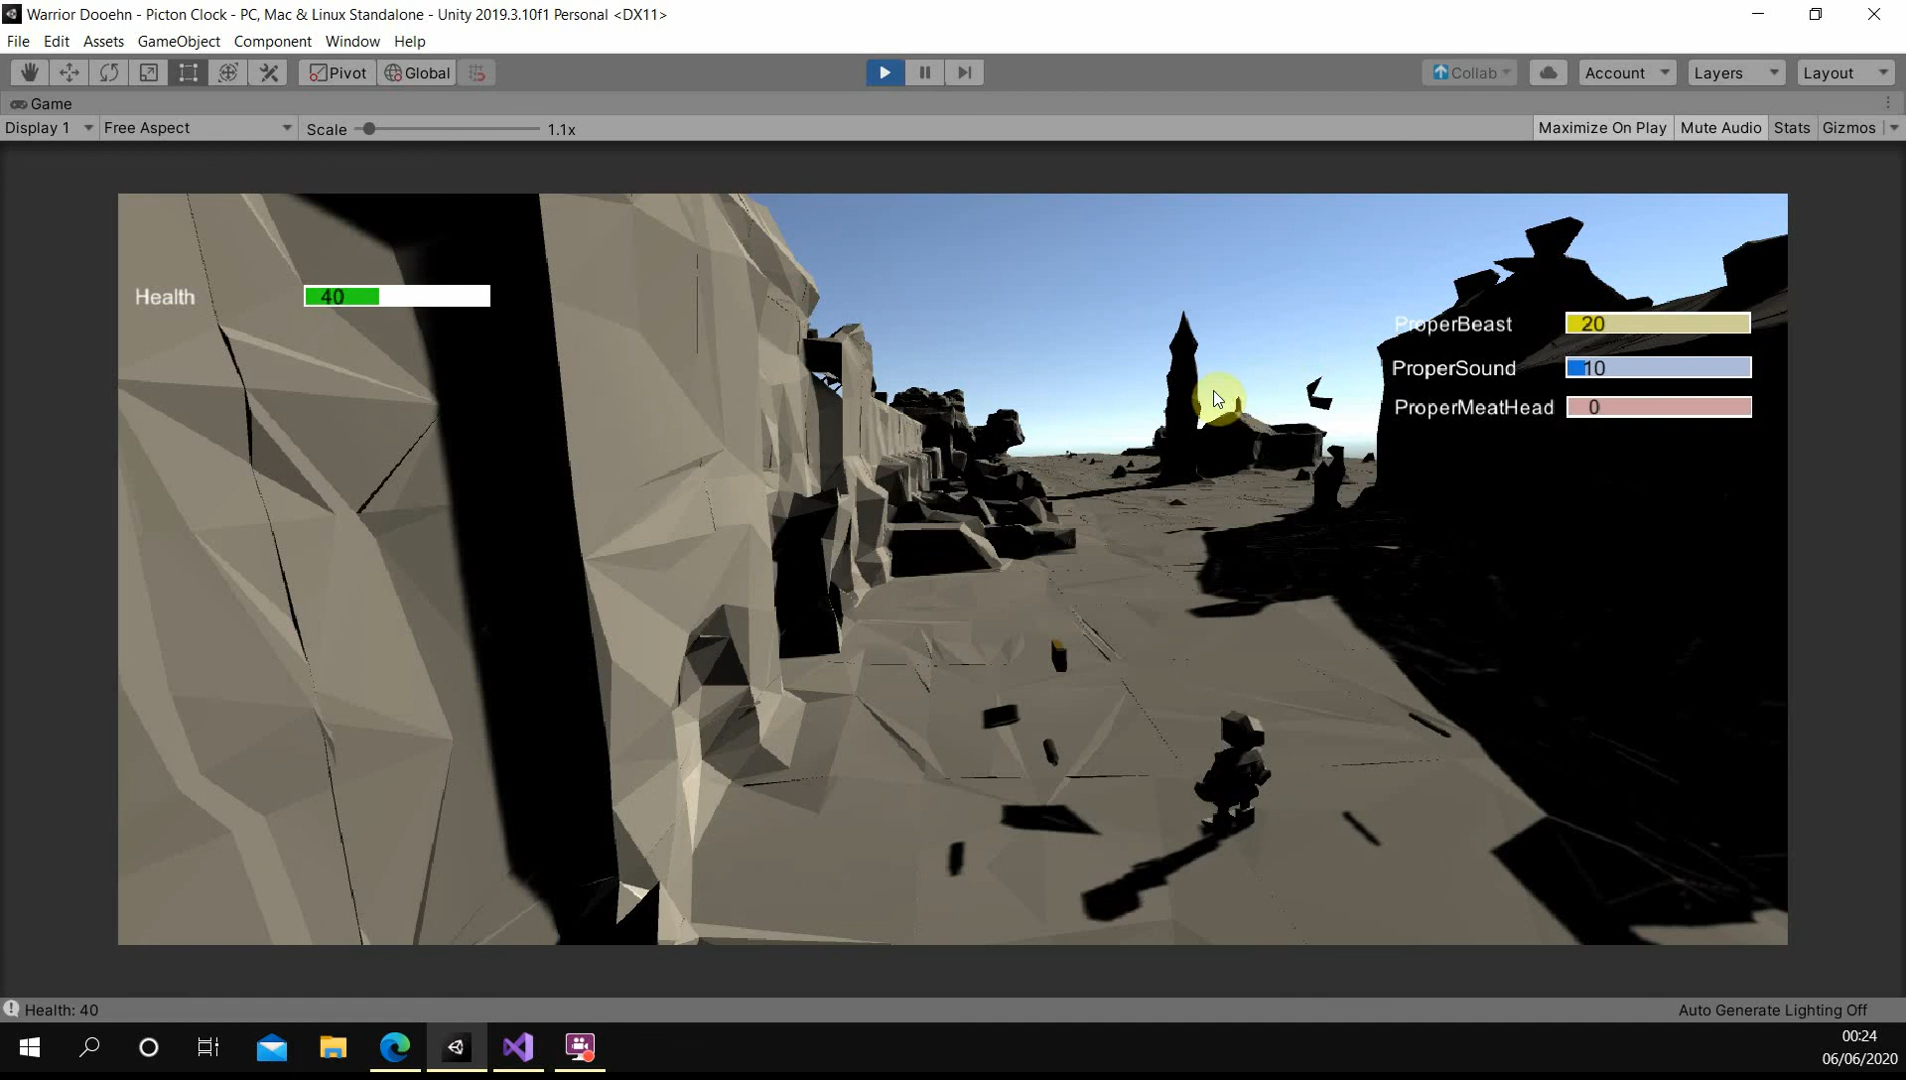 Warrior Dooehn - Picton Clock - PC, Mac & Linux Standalone - Unity 2019.3.10f1 Personal <DX11>
File Edit Assets GameObject Component Window Help
Pivot Global Collab Account Layers Layout
Game
Display 1 Free Aspect Scale 1.1x Maximize On Play Mute Audio Stats Gizmos
Health 40
ProperBeast 20
ProperSound 10
ProperMeatHead 0
Health: 40 Auto Generate Lighting Off
00:24
06/06/2020